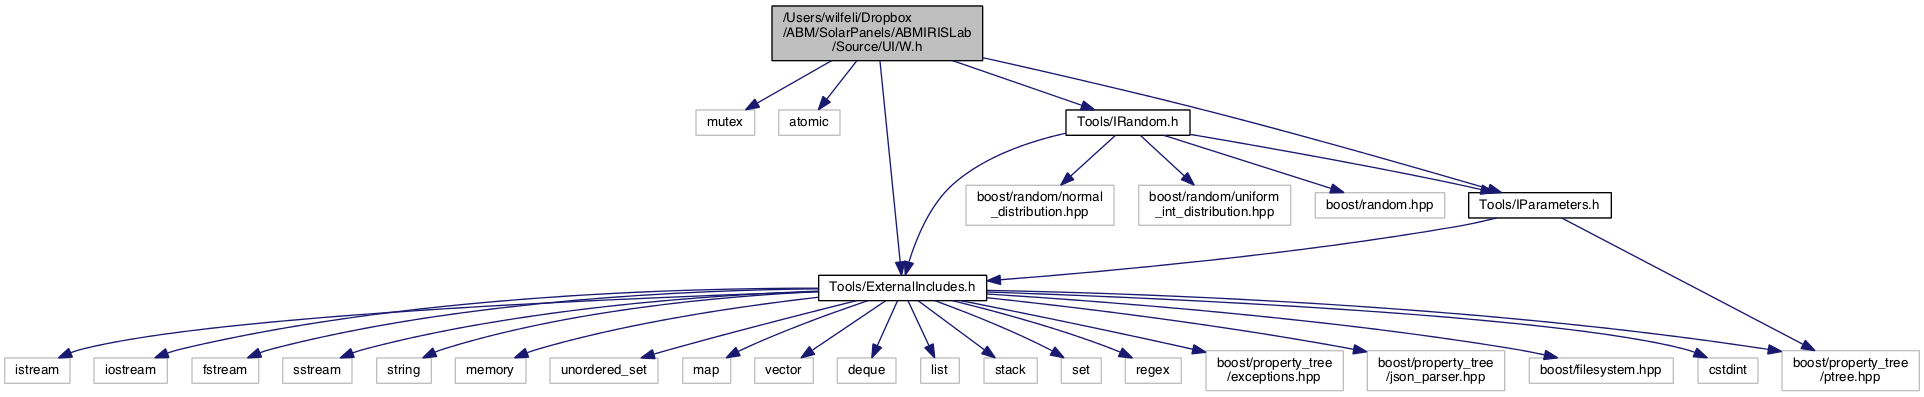 /Users/wilfeli/Dropbox
/ABM/SolarPanels/ABMIRISLab
/Source/UI/W.h
mutex
atomic
Tools/IRandom.h
boost/random/normal
_distribution.hpp
boost/random/uniform
_int_distribution.hpp
boost/random.hpp
Tools/IParameters.h
Tools/ExternalIncludes.h
istream
iostream
fstream
sstream
string
memory
unordered_set
map
vector
deque
list
stack
set
regex
boost/property_tree
/exceptions.hpp
boost/property_tree
/json_parser.hpp
boost/filesystem.hpp
cstdint
boost/property_tree
/ptree.hpp